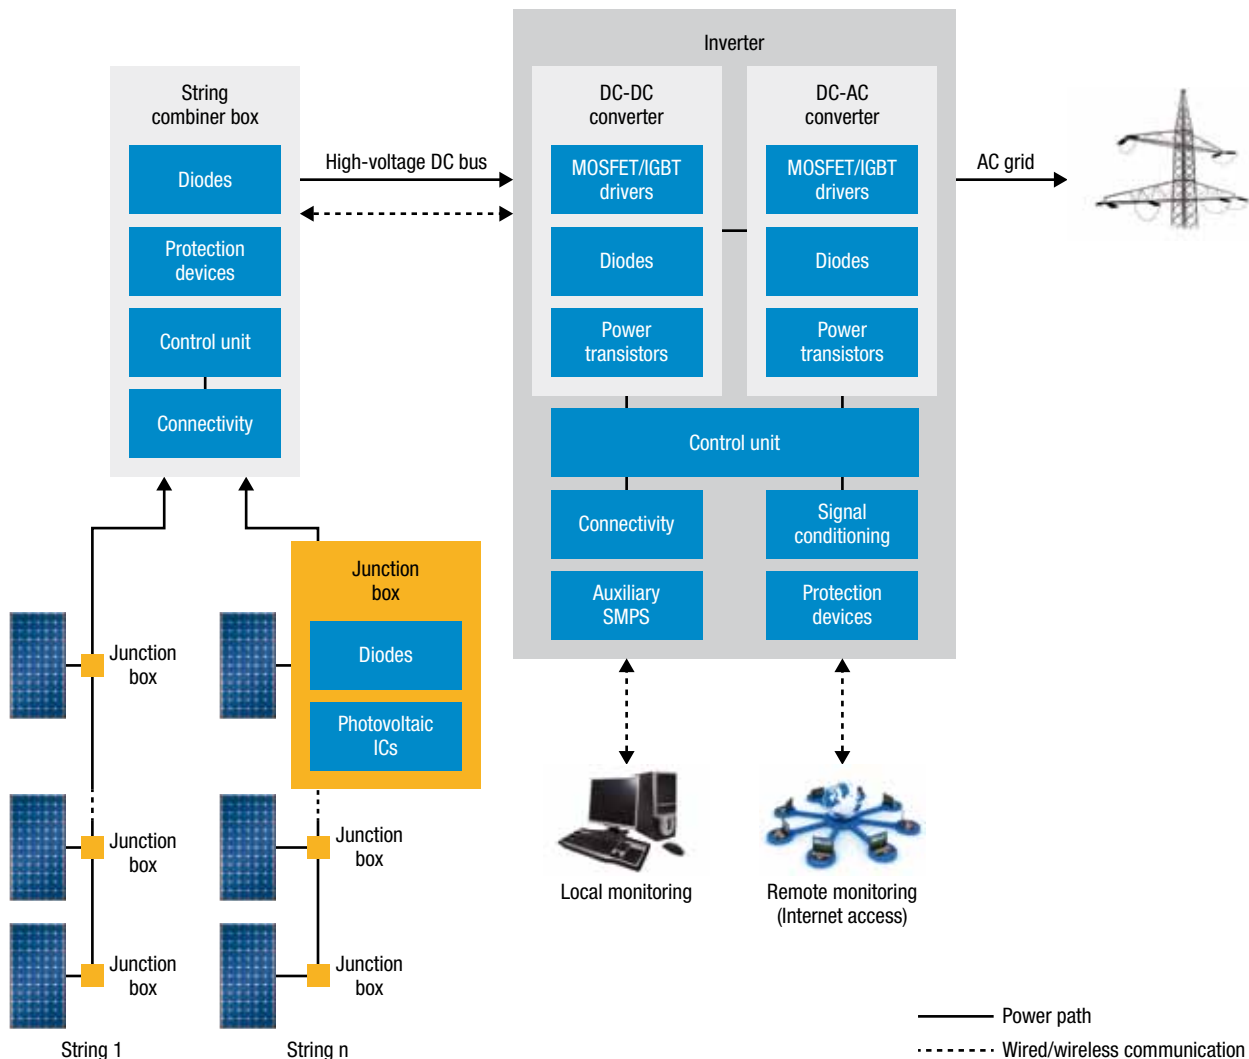 Inverter
String
combiner box
Diodes
Protection
devices
Control unit
Connectivity
High-voltage DC bus
DC-DC
converter
MOSFET/IGBT
drivers
Diodes
Power
transistors
DC-AC
converter
MOSFET/IGBT
drivers
Diodes
Power
transistors
AC grid
Control unit
Connectivity
Signal
conditioning
Auxiliary
SMPS
Protection
devices
Junction
box
Diodes
Photovoltaic
ICs
Junction
box
Junction
box
Junction
box
Junction
box
Junction
box
String 1
String n
Local monitoring
Remote monitoring
(Internet access)
Power path
Wired/wireless communication